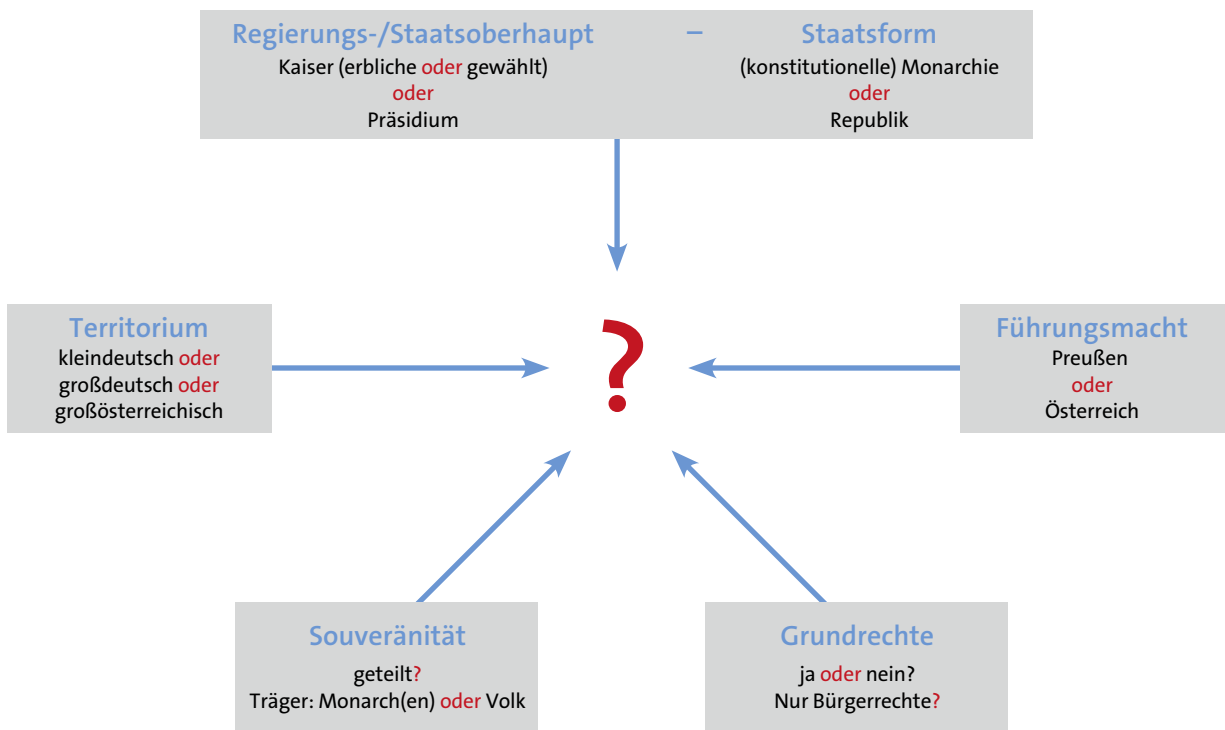 Regierungs-/Staatsoberhaupt – Staatsform
Kaiser (erbliche oder gewählt)
oder
Präsidium
(konstitutionelle) Monarchie
oder
Republik
Territorium
kleindeutsch oder
großdeutsch oder
großösterreichisch
?
Führungsmacht
Preußen
oder
Österreich
Souveränität
geteilt?
Träger: Monarch(en) oder Volk
Grundrechte
ja oder nein?
Nur Bürgerrechte?